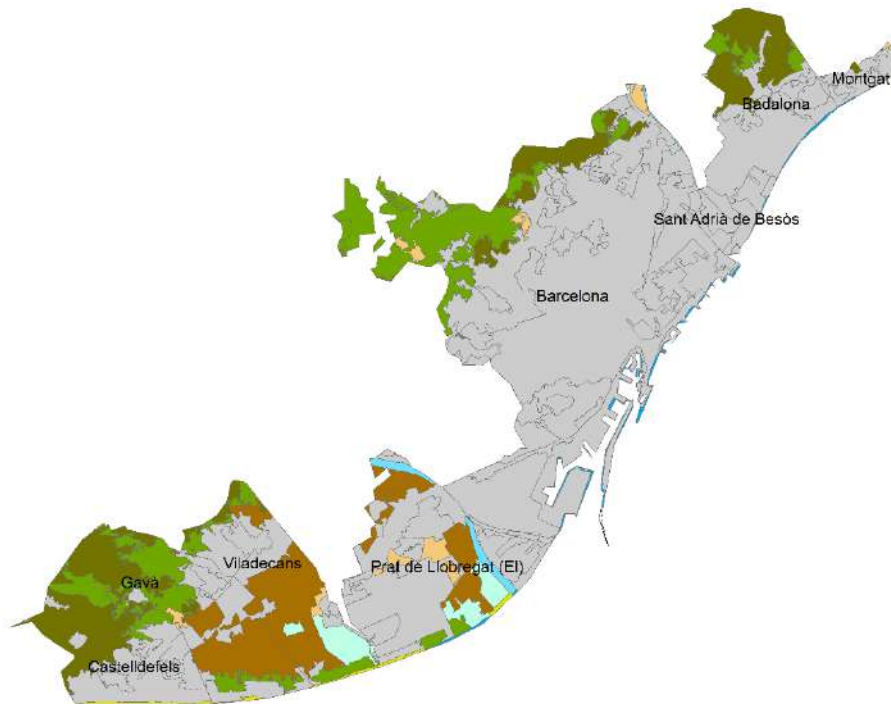 Montgat
Badalona
Sant Adrià de Besòs
Barcelona
Viladecans
Prat de Llobregat (El)
Gavà
Castelldefels